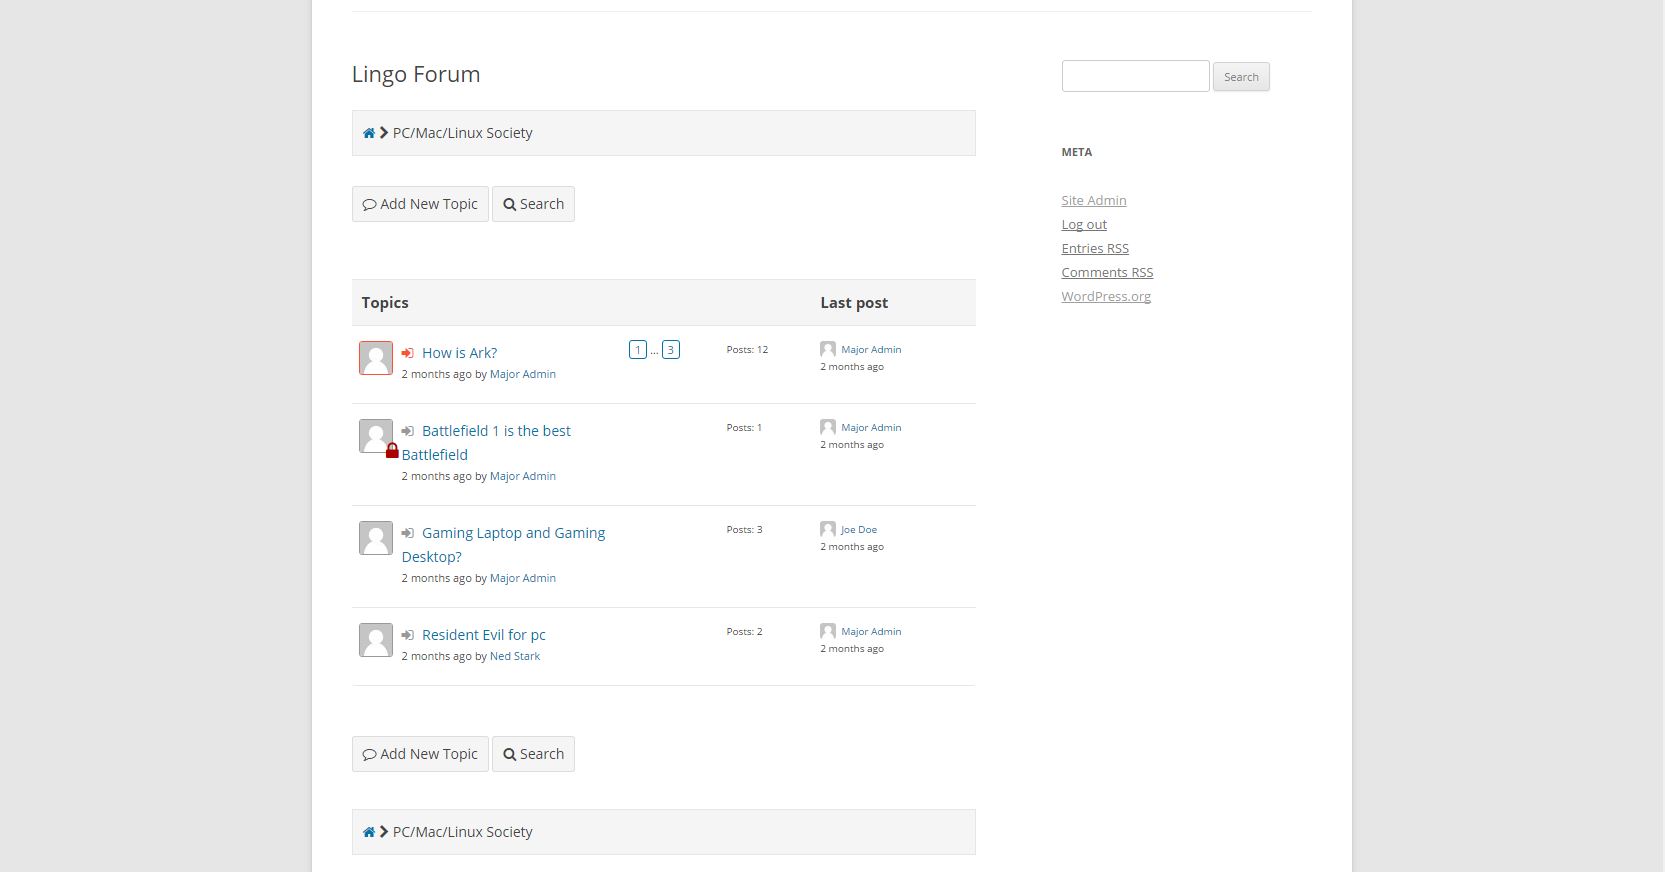 Lingo Forum
Search
PC/Mac/Linux Society
META
Add New Topic Search
Site Admin
Log out
Entries RSS
Comments RSS
WordPress.org
Topics Last post
How is Ark? 1 ... 3 Posts: 12 Major Admin
2 months ago by Major Admin 2 months ago
Battlefield 1 is the best Posts: 1 Major Admin
Battlefield 2 months ago
2 months ago by Major Admin
Gaming Laptop and Gaming Posts: 3 Joe Doe
Desktop? 2 months ago
2 months ago by Major Admin
Resident Evil for pc Posts: 2 Major Admin
2 months ago by Ned Stark 2 months ago
Add New Topic Search
PC/Mac/Linux Society